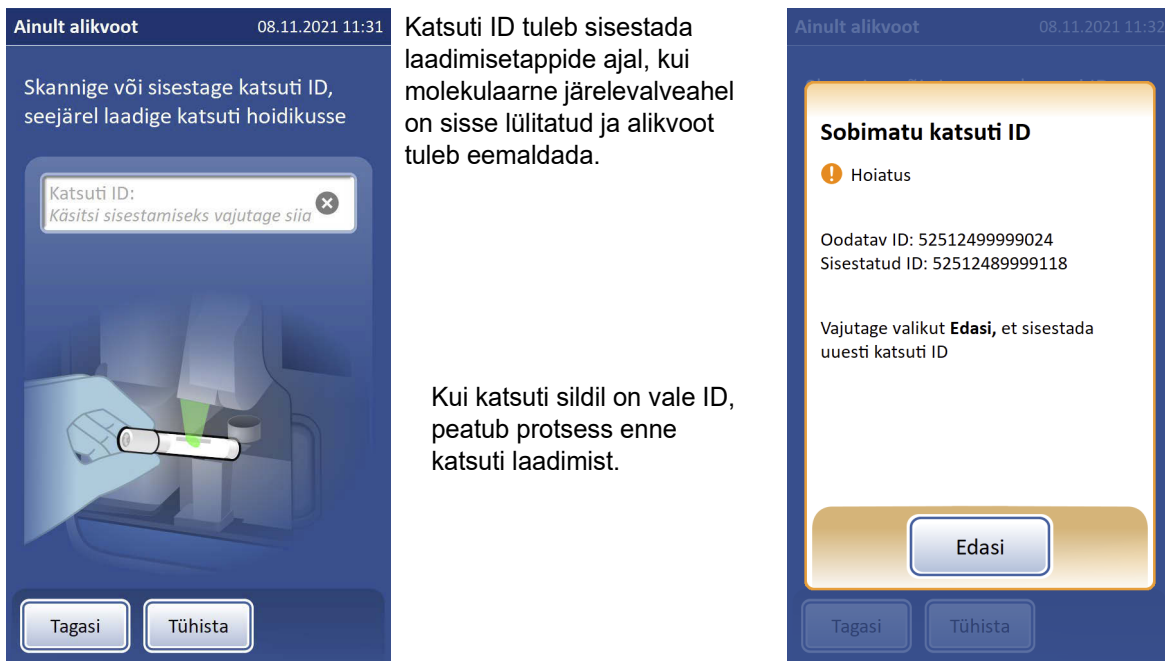 Ainult alikvoot
08.11.2021 11:31
Skannige või sisestage katsuti ID,
seejärel laadige katsuti hoidikusse
Katsuti ID:
Käsitsi sisestamiseks vajutage siia
Tagasi
Tühista
Katsuti ID tuleb sisestada
laadimisetappide ajal, kui
molekulaarne järelevalveahel
on sisse lülitatud ja alikvoot
tuleb eemaldada.
Kui katsuti sildil on vale ID,
peatub protsess enne
katsuti laadimist.
Ainult alikvoot
08.11.2021 11:32
Sobimatu katsuti ID
Hoiatus
Oodatav ID: 52512499999024
Sisestatud ID: 52512489999118
Vajutage valikut Edasi, et sisestada
uuesti katsuti ID
Edasi
Tagasi
Tühista